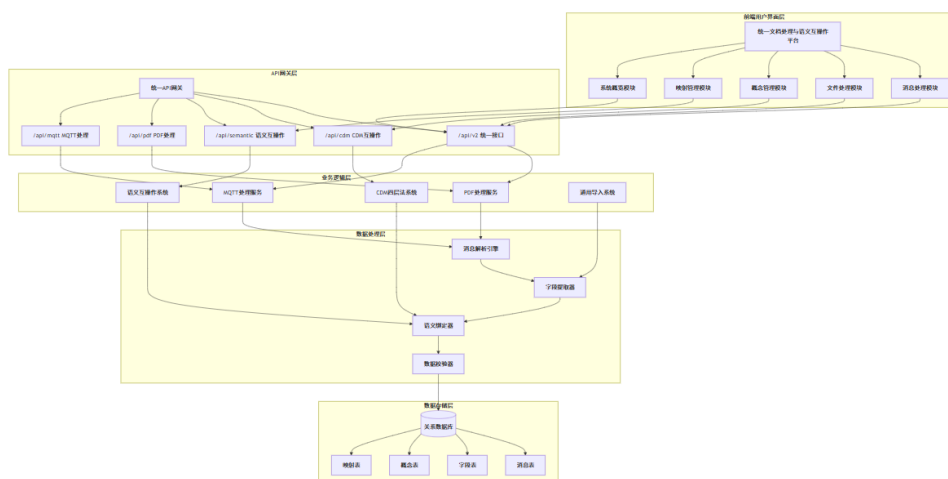 前端用户界面层
统一文档处理与语义互操作
平台
系统概览模块
映射管理模块
概念管理模块
文件处理模块
消息处理模块
API网关层
统一API网关
/api/mqtt MQTT处理
/api/pdf PDF处理
/api/semantic 语义互操作
/api/cdm CDM互操作
/api/v2 统一接口
业务逻辑层
语义互操作系统
MQTT处理服务
CDM四层法系统
PDF处理服务
通用导入系统
数据处理层
消息解析引擎
字段提取器
语义绑定器
数据校验器
数据存储层
关系数据库
映射表
概念表
字段表
消息表